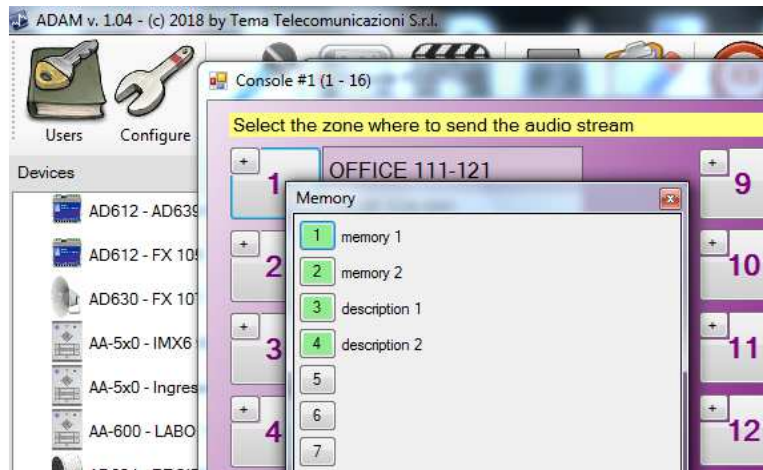 ADAM v. 1.04 - (c) 2018 by Tema Telecomunicazioni S.r.l.
Users
Configure
Console #1 (1 - 16)
Select the zone where to send the audio stream
Devices
AD612 - AD639
AD612 - FX 10
AD630 - FX 10
AA-5x0 - IMX6
AA-5x0 - Ingres
AA-600 - LABO
+
1
OFFICE 111-121
+
2
+
3
+
4
+
9
+
10
+
11
+
12
Memory
1 memory 1
2 memory 2
3 description 1
4 description 2
5
6
7